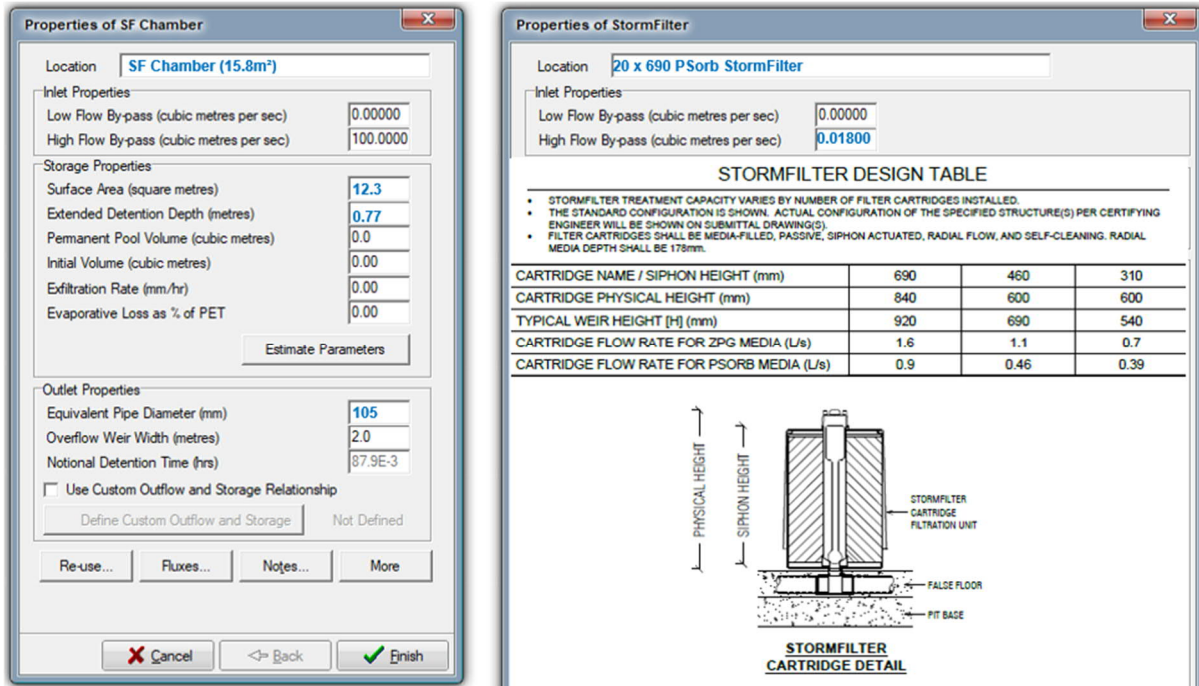 Properties of SF Chamber
Location SF Chamber (15.8m²)
Inlet Properties
Low Flow By-pass (cubic metres per sec) 0.00000
High Flow By-pass (cubic metres per sec) 100.0000
Storage Properties
Surface Area (square metres) 12.3
Extended Detention Depth (metres) 0.77
Permanent Pool Volume (cubic metres) 0.0
Initial Volume (cubic metres) 0.00
Exfiltration Rate (mm/hr) 0.00
Evaporative Loss as % of PET 0.00
Estimate Parameters
Outlet Properties
Equivalent Pipe Diameter (mm) 105
Overflow Weir Width (metres) 2.0
Notional Detention Time (hrs) 87.9E-3
Use Custom Outflow and Storage Relationship
Define Custom Outflow and Storage Not Defined
Re-use... Fluxes... Notes... More
Cancel Back Finish
Properties of StormFilter
Location 20 x 690 PSorb StormFilter
Inlet Properties
Low Flow By-pass (cubic metres per sec) 0.00000
High Flow By-pass (cubic metres per sec) 0.01800
STORMFILTER DESIGN TABLE
• STORMFILTER TREATMENT CAPACITY VARIES BY NUMBER OF FILTER CARTRIDGES INSTALLED.
• THE STANDARD CONFIGURATION IS SHOWN. ACTUAL CONFIGURATION OF THE SPECIFIED STRUCTURE(S) PER CERTIFYING
ENGINEER WILL BE SHOWN ON SUBMITTAL DRAWING(S).
• FILTER CARTRIDGES SHALL BE MEDIA-FILLED, PASSIVE, SIPHON ACTUATED, RADIAL FLOW, AND SELF-CLEANING. RADIAL
MEDIA DEPTH SHALL BE 178mm.
CARTRIDGE NAME / SIPHON HEIGHT (mm) 690 460 310
CARTRIDGE PHYSICAL HEIGHT (mm) 840 600 600
TYPICAL WEIR HEIGHT [H] (mm) 920 690 540
CARTRIDGE FLOW RATE FOR ZPG MEDIA (L/s) 1.6 1.1 0.7
CARTRIDGE FLOW RATE FOR PSORB MEDIA (L/s) 0.9 0.46 0.39
PHYSICAL HEIGHT
SIPHON HEIGHT
STORMFILTER
CARTRIDGE
FILTRATION UNIT
FALSE FLOOR
PIT BASE
STORMFILTER
CARTRIDGE DETAIL